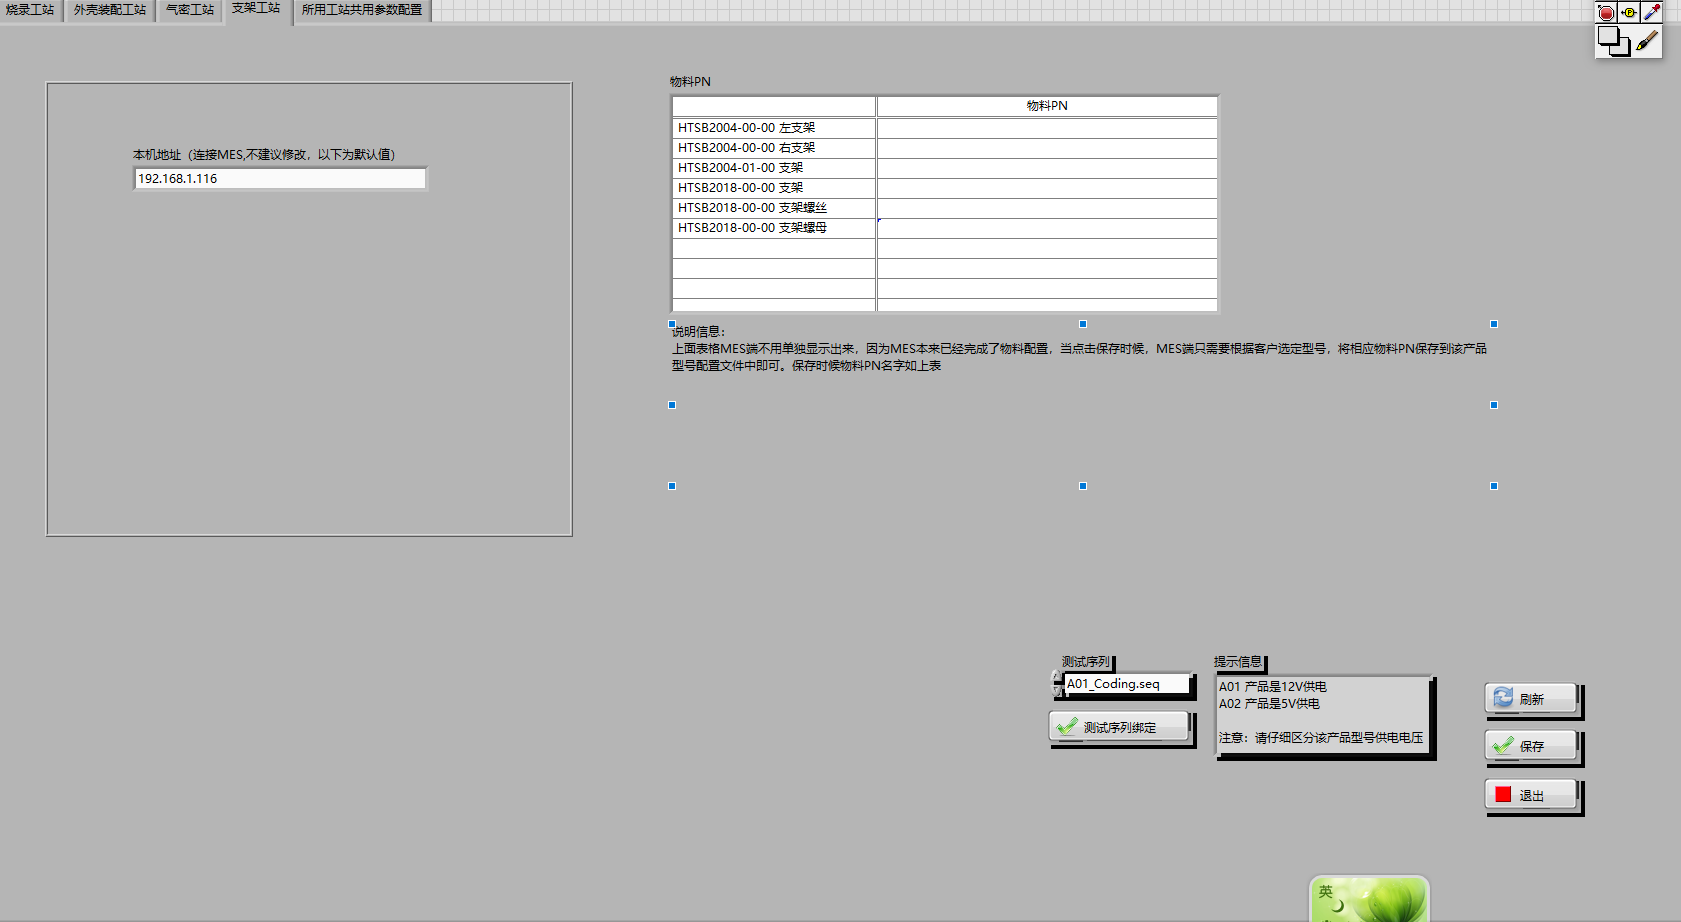 烧录工站
外壳装配工站
气密工站
支架工站
所用工站共用参数配置
本机地址（连接MES,不建议修改，以下为默认值）
192.168.1.116
物料PN
物料PN
HTSB2004-00-00 左支架
HTSB2004-00-00 右支架
HTSB2004-01-00 支架
HTSB2018-00-00 支架
HTSB2018-00-00 支架螺丝
HTSB2018-00-00 支架螺母
说明信息：
上面表格MES端不用单独显示出来，因为MES本来已经完成了物料配置，当点击保存时候，MES端只需要根据客户选定型号，将相应物料PN保存到该产品
型号配置文件中即可。保存时候物料PN名字如上表
测试序列
A01_Coding.seq
测试序列绑定
提示信息
A01 产品是12V供电
A02 产品是5V供电
注意：请仔细区分该产品型号供电电压
刷新
保存
退出
英